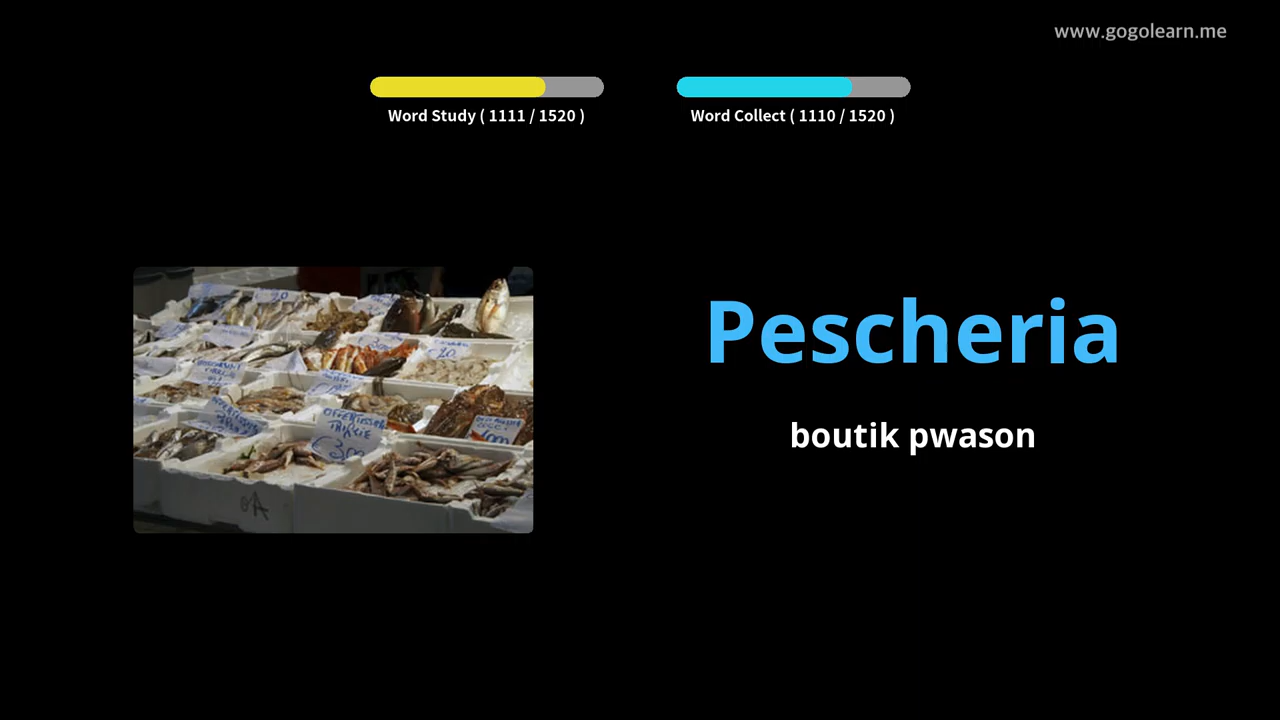 www.gogolearn.me
Word Study ( 1111 / 1520 )
Word Collect ( 1110 / 1520 )
Pescheria
boutik pwason